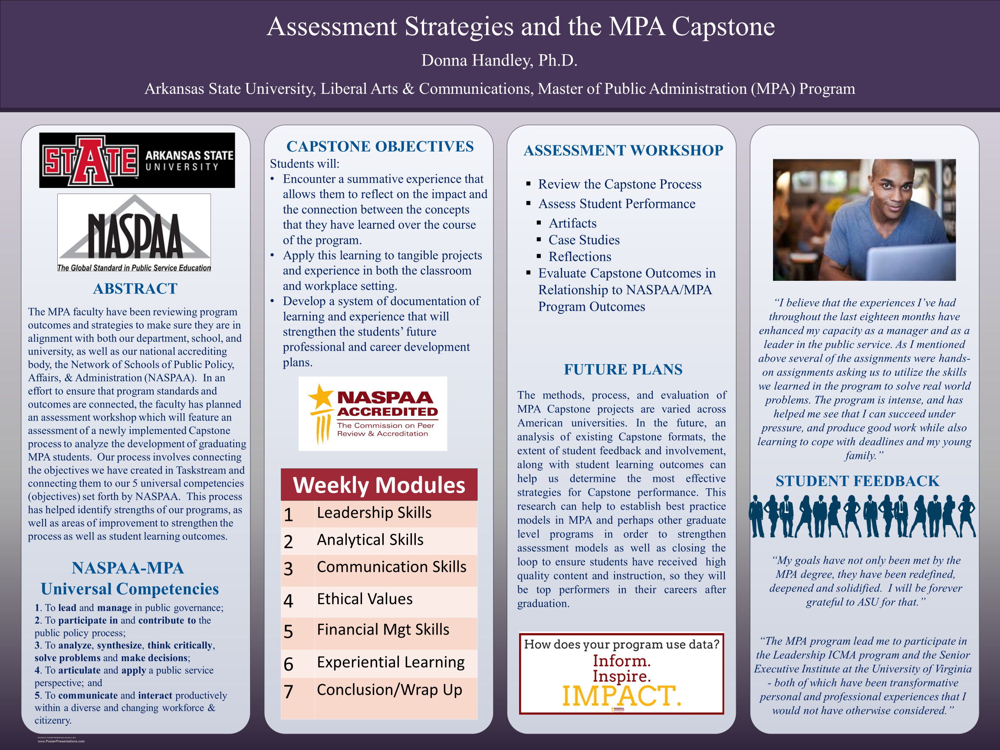 Assessment Strategies and the MPA Capstone
Donna Handley, Ph.D.
Arkansas State University, Liberal Arts & Communications, Master of Public Administration (MPA) Program
STATE
ARKANSAS STATE
UNIVERSITY
NASPAA
The Global Standard in Public Service Education
ABSTRACT
The MPA faculty have been reviewing program
outcomes and strategies to make sure they are in
alignment with both our department, school, and
university, as well as our national accrediting
body, the Network of Schools of Public Policy,
Affairs, & Administration (NASPAA).  In an
effort to ensure that program standards and
outcomes are connected, the faculty has planned
an assessment workshop which will feature an
assessment of a newly implemented Capstone
process to analyze the development of graduating
MPA students.  Our process involves connecting
the objectives we have created in Taskstream and
connecting them to our 5 universal competencies
(objectives) set forth by NASPAA.  This process
has helped identify strengths of our programs, as
well as areas of improvement to strengthen the
process as well as student learning outcomes.
NASPAA-MPA
Universal Competencies
1. To lead and manage in public governance;
2. To participate in and contribute to the
public policy process;
3. To analyze, synthesize, think critically,
solve problems and make decisions;
4. To articulate and apply a public service
perspective; and
5. To communicate and interact productively
within a diverse and changing workforce &
citizenry.
CAPSTONE OBJECTIVES
Students will:
• Encounter a summative experience that
allows them to reflect on the impact and
the connection between the concepts
that they have learned over the course
of the program.
• Apply this learning to tangible projects
and experience in both the classroom
and workplace setting.
• Develop a system of documentation of
learning and experience that will
strengthen the students’ future
professional and career development
plans.
NASPAA
ACCREDITED
The Commission on Peer
Review & Accreditation
Weekly Modules
1 Leadership Skills
2 Analytical Skills
3 Communication Skills
4 Ethical Values
5 Financial Mgt Skills
6 Experiential Learning
7 Conclusion/Wrap Up
ASSESSMENT WORKSHOP
▪ Review the Capstone Process
▪ Assess Student Performance
▪ Artifacts
▪ Case Studies
▪ Reflections
▪ Evaluate Capstone Outcomes in
Relationship to NASPAA/MPA
Program Outcomes
FUTURE PLANS
The methods, process, and evaluation of
MPA Capstone projects are varied across
American universities. In the future, an
analysis of existing Capstone formats, the
extent of student feedback and involvement,
along with student learning outcomes can
help us determine the most effective
strategies for Capstone performance. This
research can help to establish best practice
models in MPA and perhaps other graduate
level programs in order to strengthen
assessment models as well as closing the
loop to ensure students have received  high
quality content and instruction, so they will
be top performers in their careers after
graduation.
How does your program use data?
Inform.
Inspire.
IMPACT.
NASPAA
“I believe that the experiences I’ve had
throughout the last eighteen months have
enhanced my capacity as a manager and as a
leader in the public service. As I mentioned
above several of the assignments were hands-
on assignments asking us to utilize the skills
we learned in the program to solve real world
problems. The program is intense, and has
helped me see that I can succeed under
pressure, and produce good work while also
learning to cope with deadlines and my young
family.”
STUDENT FEEDBACK
“My goals have not only been met by the
MPA degree, they have been redefined,
deepened and solidified.  I will be forever
grateful to ASU for that.”
“The MPA program lead me to participate in
the Leadership ICMA program and the Senior
Executive Institute at the University of Virginia
- both of which have been transformative
personal and professional experiences that I
would not have otherwise considered.”
RESEARCH POSTER PRESENTATION DESIGN ©
www.PosterPresentations.com